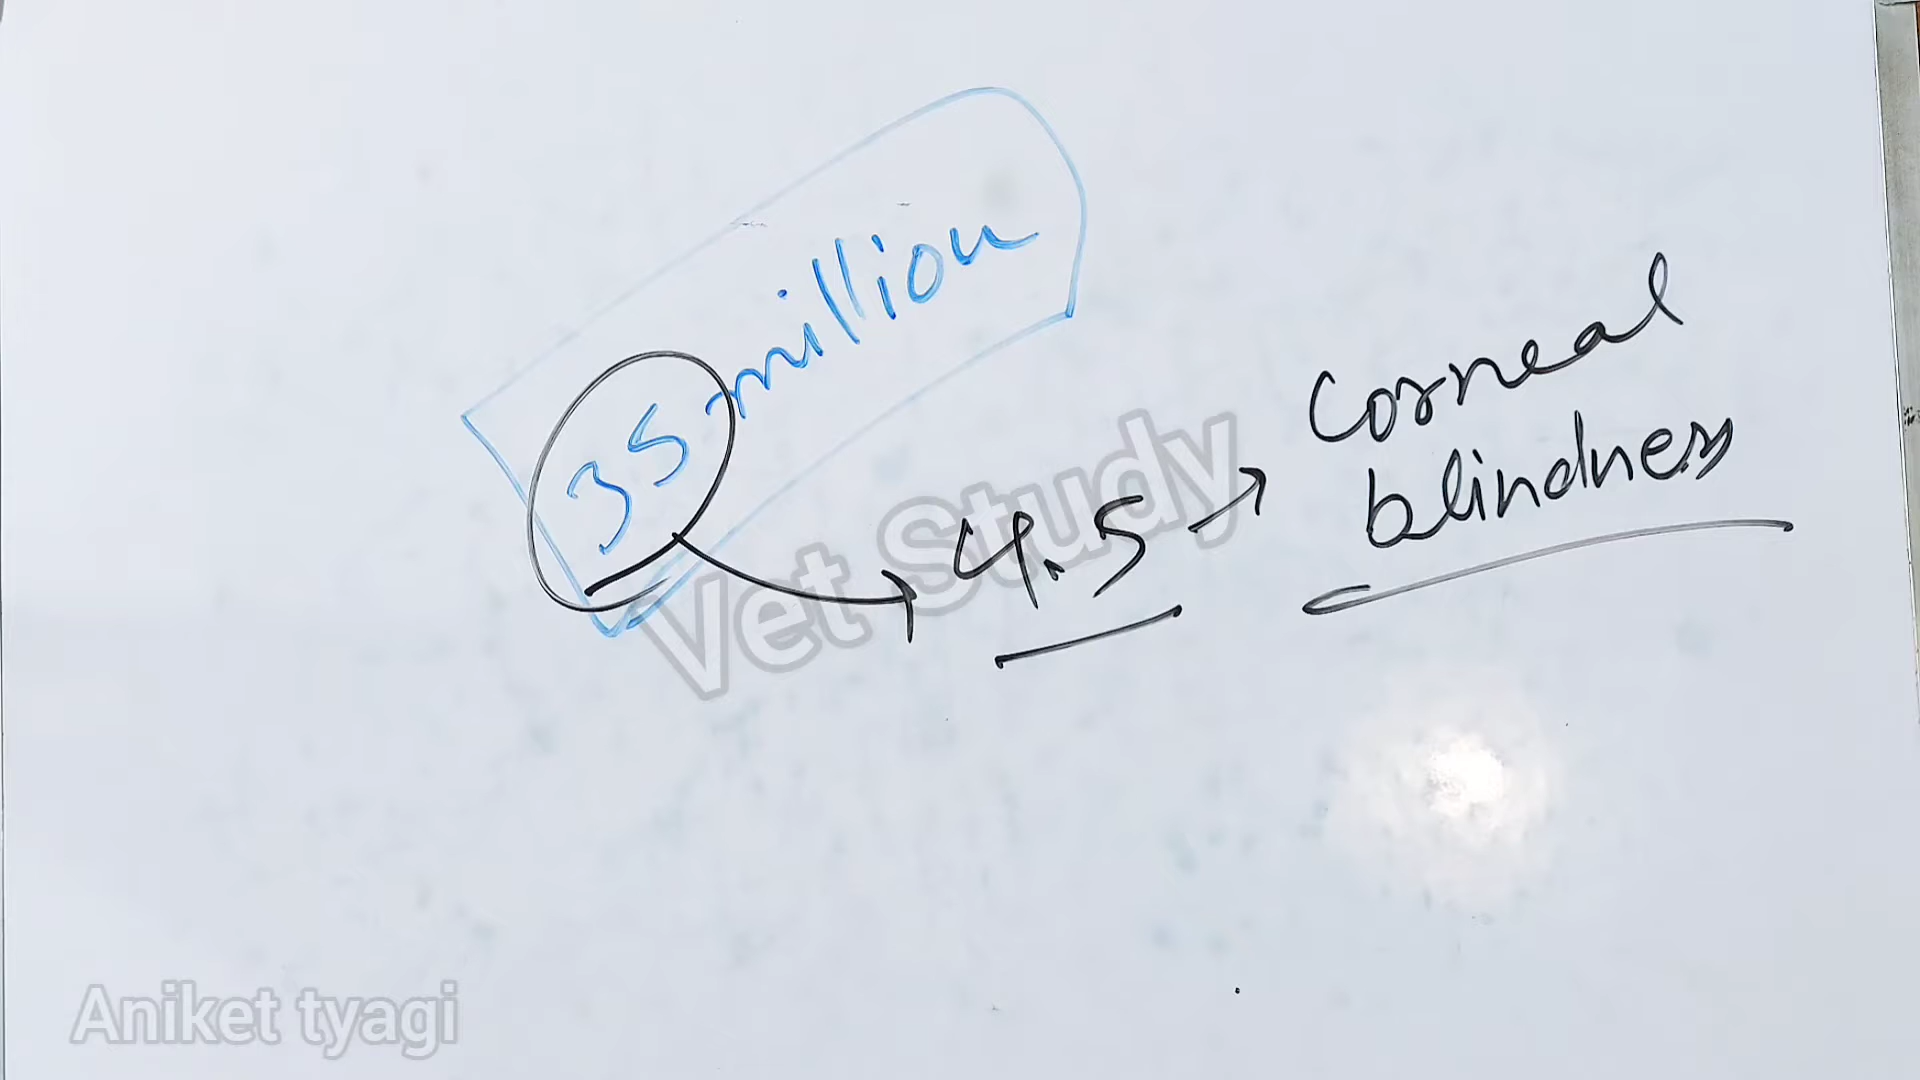 35 million
4.5 → corneal
blindness
Vet Study
Aniket tyagi